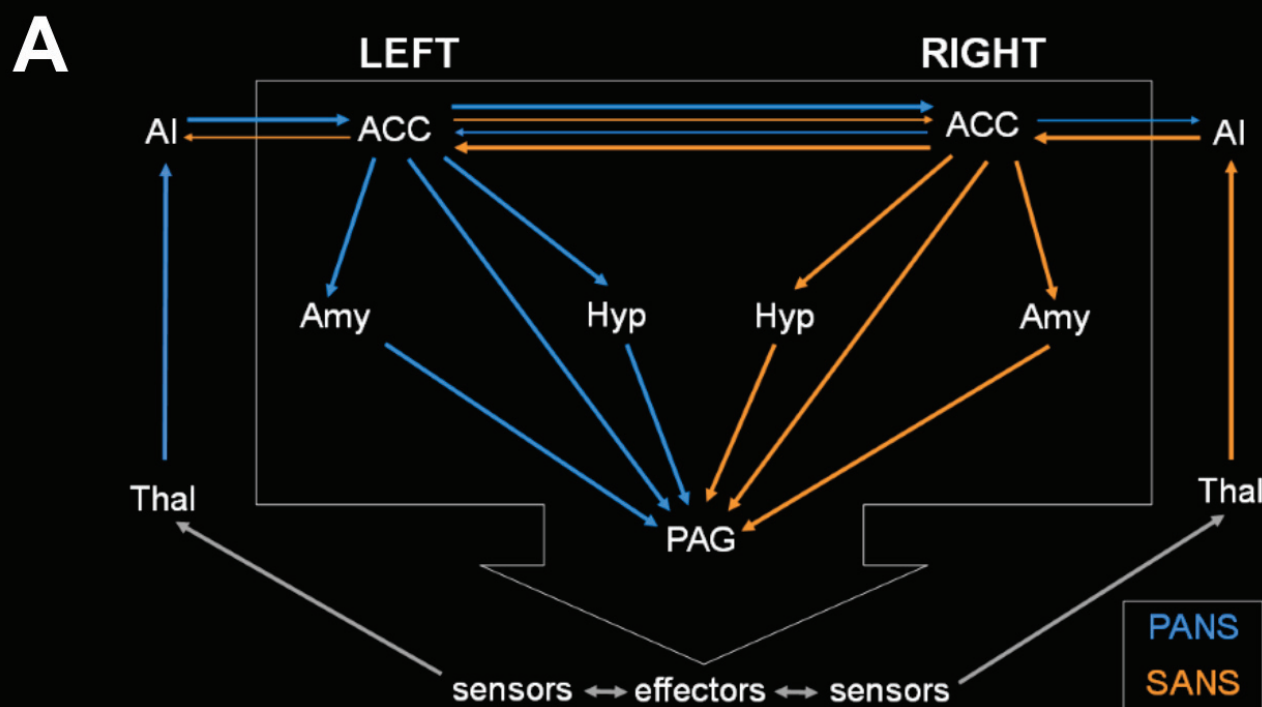 A
LEFT
RIGHT
AI
ACC
ACC
AI
Amy
Hyp
Hyp
Amy
Thal
PAG
Thal
PANS
SANS
sensors
effectors
sensors